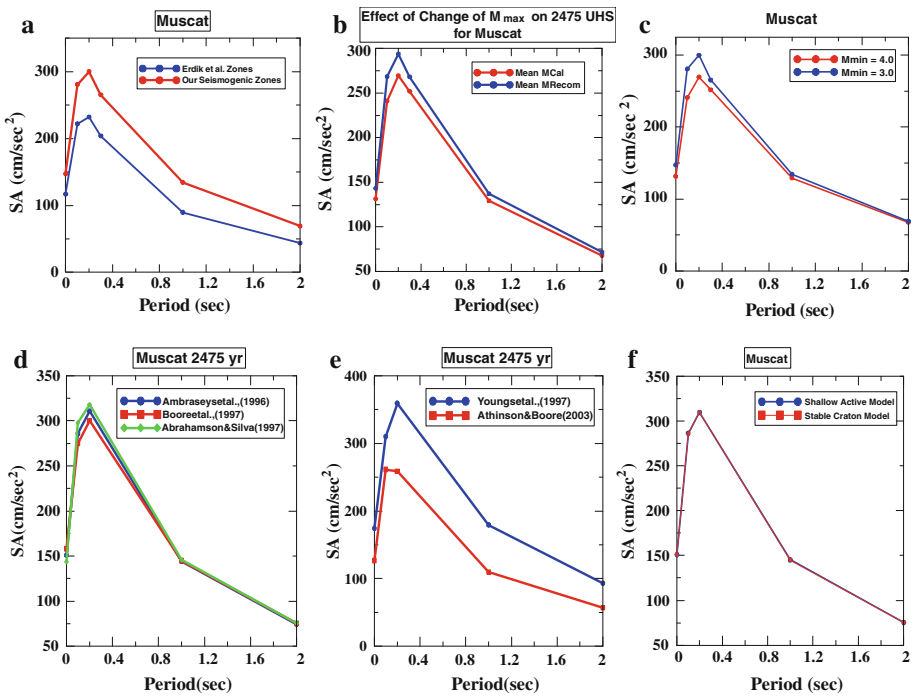 a
Muscat
Erdik et al. Zones
Our Seismogenic Zones
SA (cm/sec²)
300
200
100
0
0 0.4 0.8 1.2 1.6 2
Period (sec)
b
Effect of Change of M max on 2475 UHS
for Muscat
Mean MCal
Mean MRecom
SA (cm/sec²)
300
250
200
150
100
50
0 0.4 0.8 1.2 1.6 2
Period(sec)
c
Muscat
Mmin = 4.0
Mmin = 3.0
SA (cm/sec²)
350
300
250
200
150
100
50
0
0 0.4 0.8 1.2 1.6 2
Period (sec)
d
Muscat 2475 yr
Ambraseysetal.,(1996)
Booreetal.,(1997)
Abrahamson&Silva(1997)
SA(cm/sec²)
350
300
250
200
150
100
50
0 0.4 0.8 1.2 1.6 2
Period(sec)
e
Muscat 2475 yr
Youngsetal.,(1997)
Athinson&Boore(2003)
SA (cm/sec²)
400
300
200
100
0
0 0.4 0.8 1.2 1.6 2
Period(sec)
f
Muscat
Shallow Active Model
Stable Craton Model
SA (cm/sec²)
350
300
250
200
150
100
50
0 0.4 0.8 1.2 1.6 2
Period(sec)